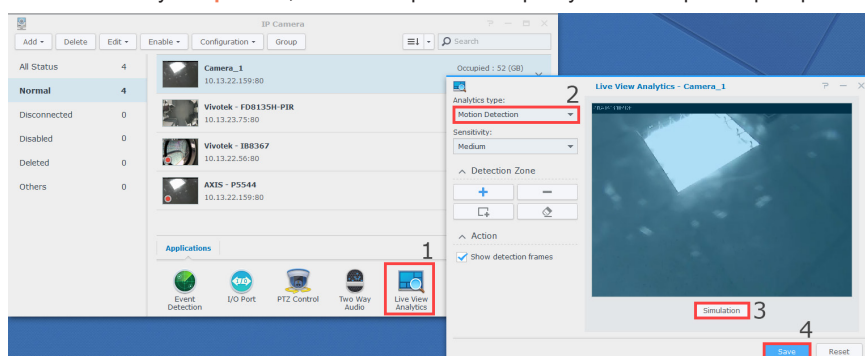 IP Camera
Add
Delete
Edit
Enable
Configuration
Group
Search
All Status 4
Normal 4
Disconnected 0
Disabled 0
Deleted 0
Others 0
Camera_1
10.13.22.159:80
Occupied : 52 (GB)
Vivotek - FD8135H-PIR
10.13.23.75:80
Vivotek - IB8367
10.13.22.56:80
AXIS - P5544
10.13.22.159:80
Applications
1
Event
Detection
I/O Port
PTZ Control
Two Way
Audio
Live View
Analytics
Live View Analytics - Camera_1
Analytics type:
2
Motion Detection
Sensitivity:
Medium
Detection Zone
Action
Show detection frames
Simulation
3
4
Save
Reset